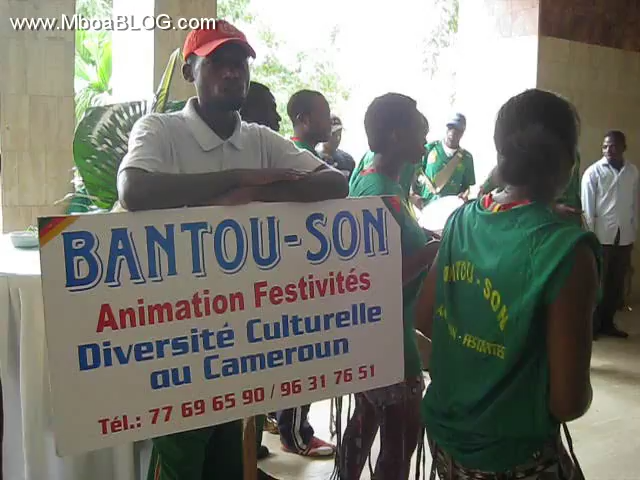 www.MboaBLOG.com
BANTOU-SON
Animation Festivités
Diversité Culturelle
au Cameroun
Tél.: 77 69 65 90 / 96 31 76 51
SON